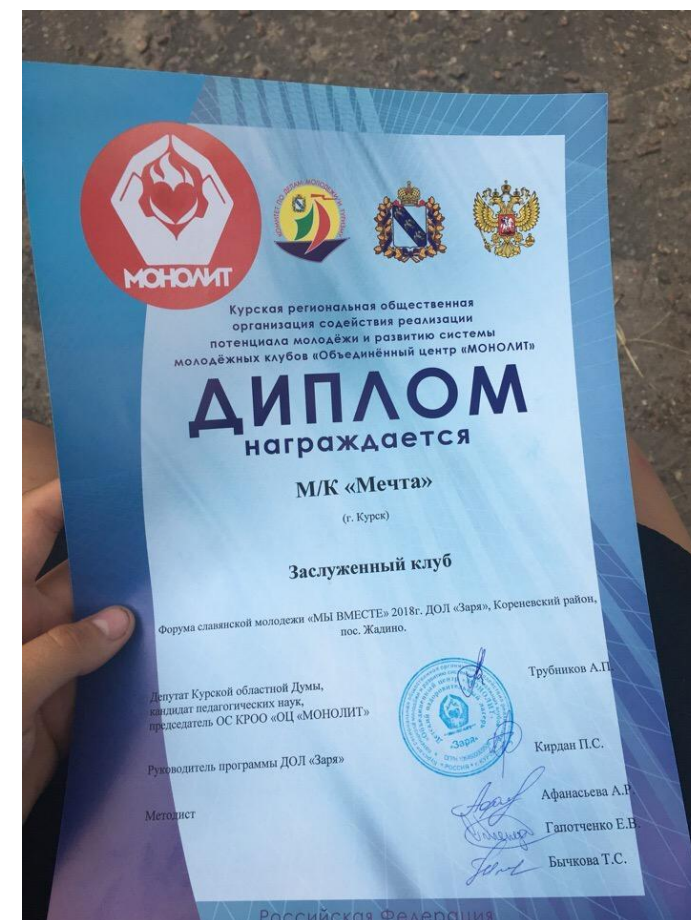 МОНОЛИТ
Курская региональная общественная
организация содействия реализации
потенциала молодёжи и развитию системы
молодёжных клубов «Объединённый центр «МОНОЛИТ»
ДИПЛОМ
награждается
М/К «Мечта»
(г. Курск)
Заслуженный клуб
Форума славянской молодежи «МЫ ВМЕСТЕ» 2018г. ДОЛ «Заря», Кореневский район,
пос. Жадино.
Депутат Курской областной Думы,
кандидат педагогических наук,
председатель ОС КРОО «ОЦ «МОНОЛИТ»
Трубников А.П.
Руководитель программы ДОЛ «Заря»
Кирдан П.С.
Методист
Афанасьева А.Р.
Гапотченко Е.В.
Бычкова Т.С.
«Заря»
Российская Федерация